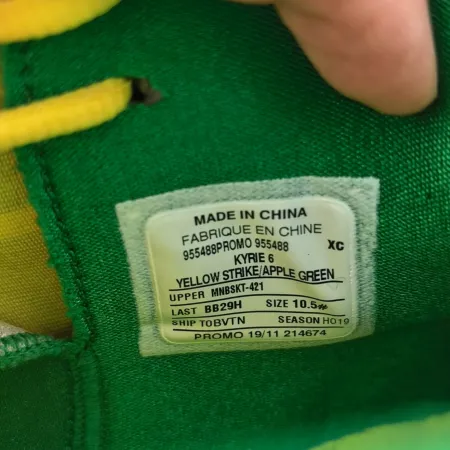 MADE IN CHINA
FABRIQUE EN CHINE
955488PROMO 955488 XC
KYRIE 6
YELLOW STRIKE/APPLE GREEN
UPPER MNBSKT-421
LAST BB29H SIZE 10.5
SHIP TOBVTN SEASON HO19
PROMO 19/11 214674